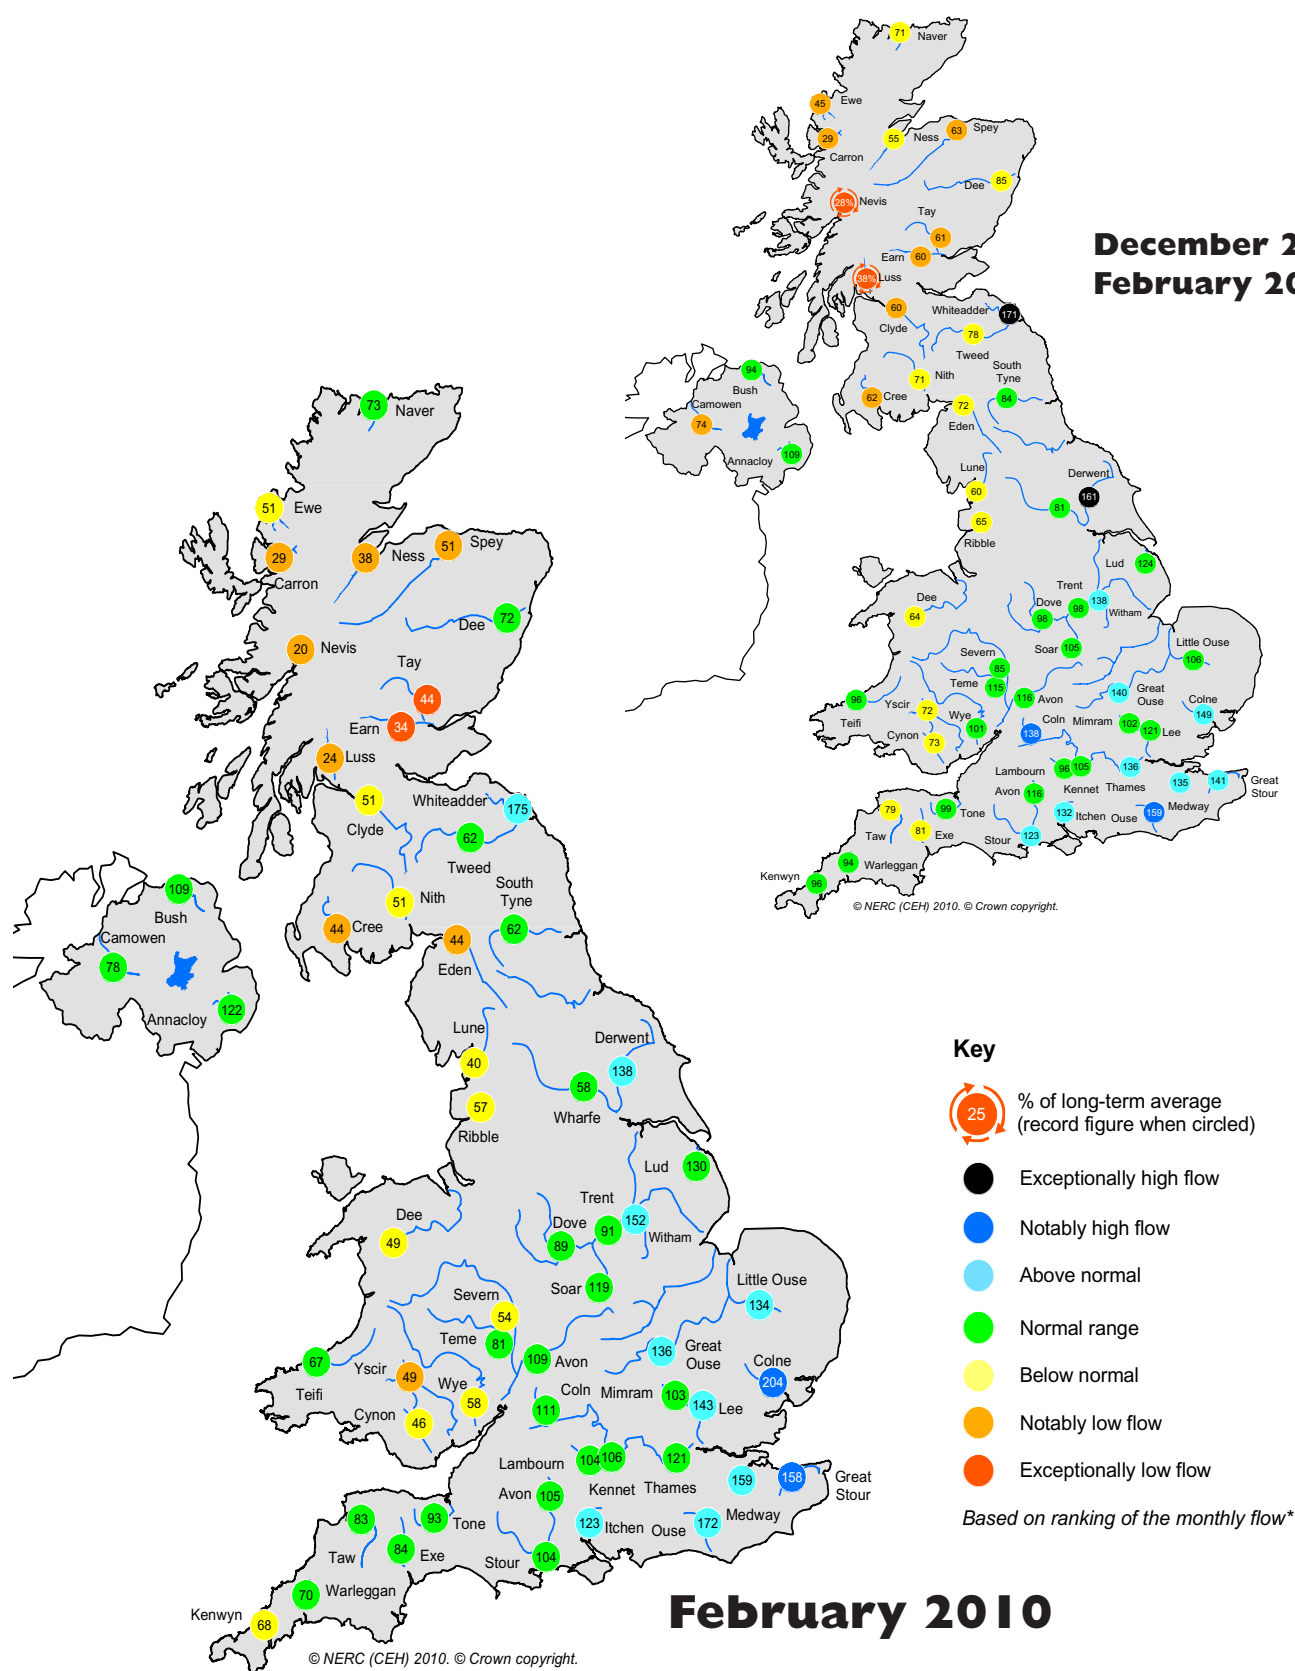 71
Naver
45
Ewe
29
Carron
55
Ness
63
Spey
85
Dee
28%
Nevis
Tay
61
Earn
60
38%
Luss
December 2
February 20
60
Clyde
Whiteadder
171
78
Tweed
South
Tyne
84
71
Nith
62
Cree
72
Eden
94
Bush
Camowen
74
Annacloy
109
Lune
60
65
Ribble
Derwent
161
81
Lud
124
Trent
138
Witham
Dove
98
98
Soar
105
Dee
64
Little Ouse
106
Severn
85
Teme
115
116
Avon
140
Great
Ouse
Colne
149
96
Teifi
Yscir
72
Wye
101
Cynon
73
Coln
138
Mimram
102
121
Lee
Lambourn
96
105
Kennet
136
Thames
135
Medway
141
Great
Stour
Avon
116
132
Itchen
Ouse
159
79
Taw
99
Tone
81
Exe
Stour
123
94
Warleggan
Kenwyn
96
© NERC (CEH) 2010. © Crown copyright.
73
Naver
51
Ewe
29
Carron
38
Ness
51
Spey
72
Dee
20
Nevis
Tay
44
Earn
34
24
Luss
51
Clyde
Whiteadder
175
62
Tweed
South
Tyne
62
51
Nith
44
Cree
44
Eden
109
Bush
Camowen
78
Annacloy
122
Lune
40
57
Ribble
Derwent
138
58
Wharfe
Lud
130
Trent
152
Witham
Dove
91
89
Soar
119
Dee
49
Little Ouse
134
Severn
54
Teme
81
109
Avon
136
Great
Ouse
Colne
204
67
Teifi
Yscir
49
Wye
58
Cynon
46
Coln
111
Mimram
103
143
Lee
Lambourn
104
106
Kennet
121
Thames
159
Medway
158
Great
Stour
Avon
105
123
Itchen
Ouse
172
83
Taw
93
Tone
84
Exe
Stour
104
70
Warleggan
Kenwyn
68
© NERC (CEH) 2010. © Crown copyright.
February 2010
Key
25
% of long-term average
(record figure when circled)
Exceptionally high flow
Notably high flow
Above normal
Normal range
Below normal
Notably low flow
Exceptionally low flow
Based on ranking of the monthly flow*